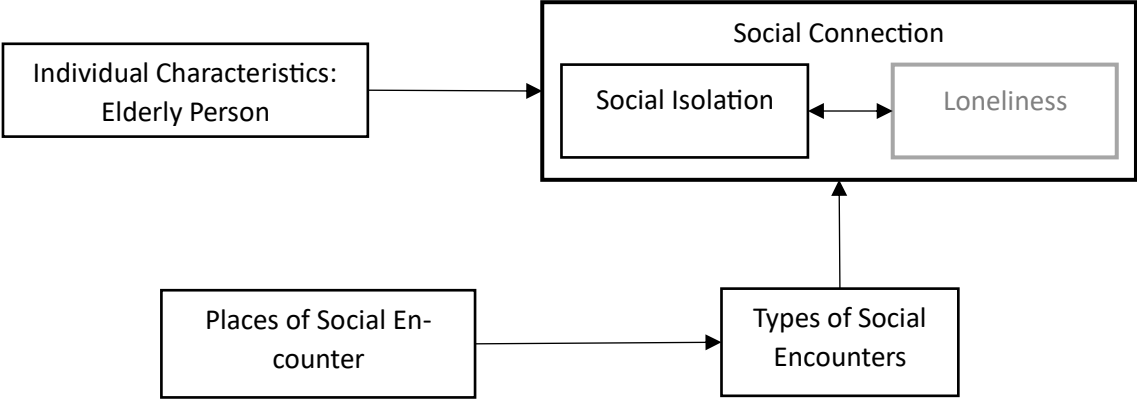 Social Connection
Individual Characteristics:
Elderly Person
Social Isolation
Loneliness
Places of Social En-
counter
Types of Social
Encounters